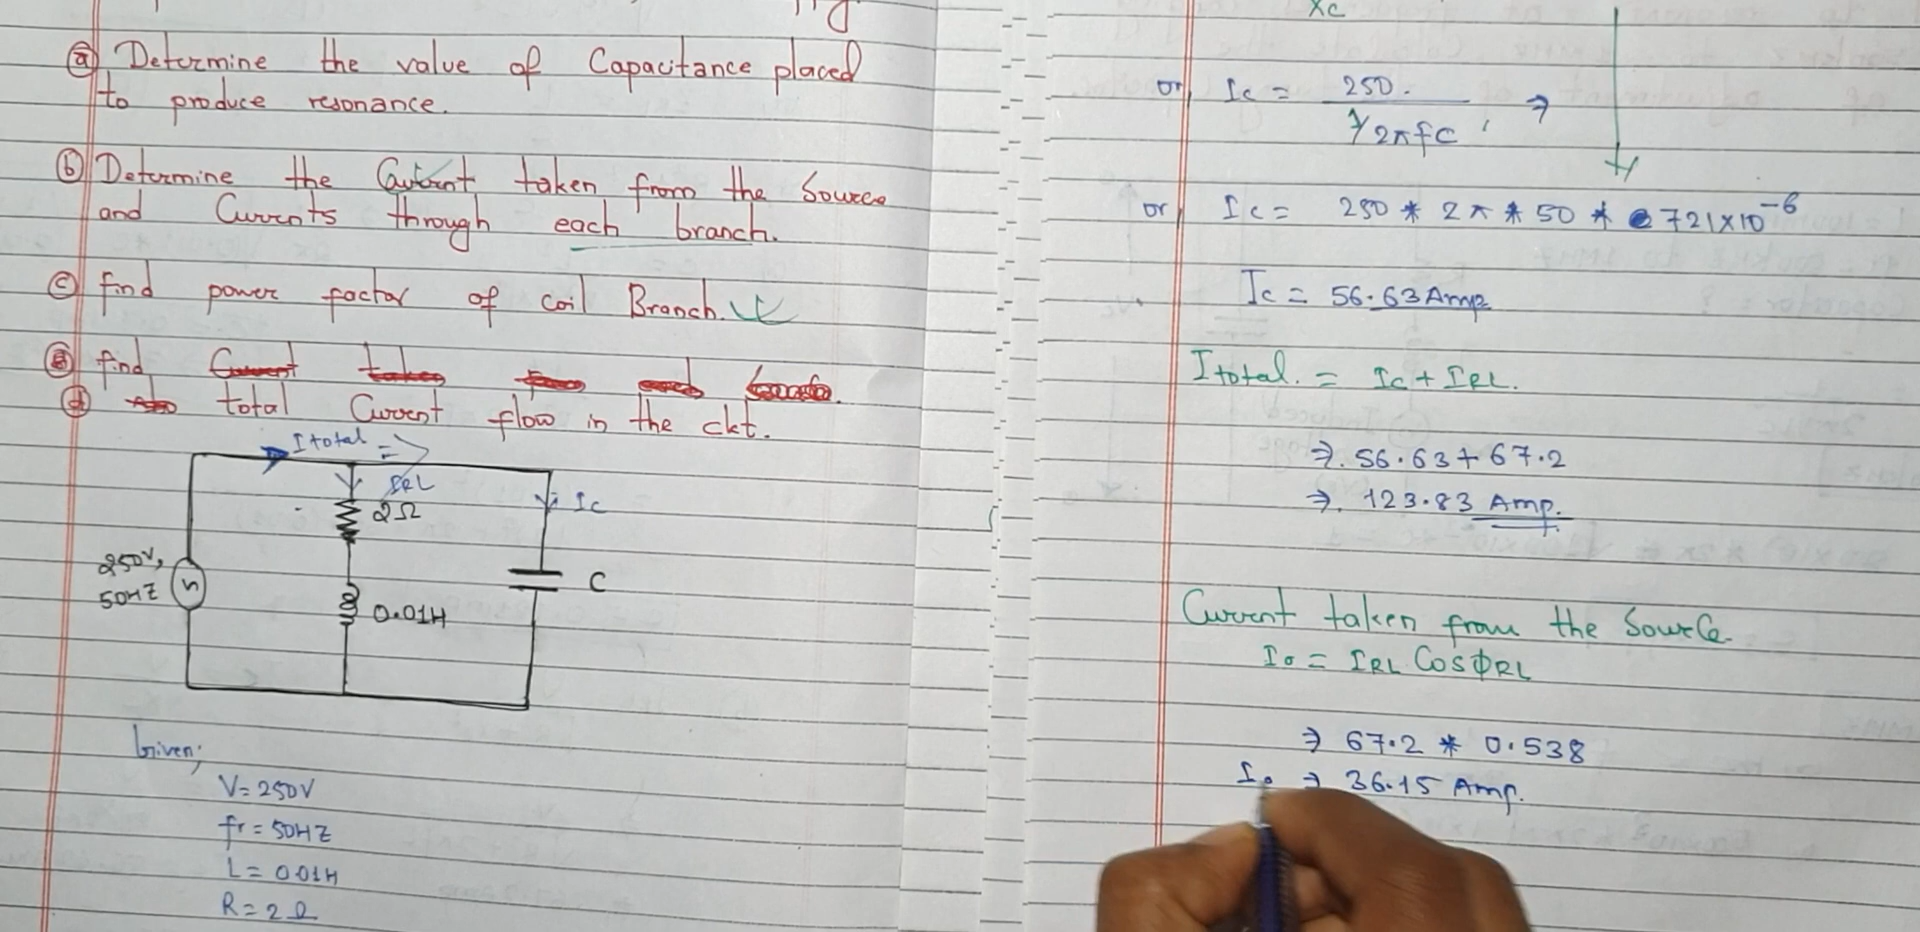 ⓐ Determine the value of Capacitance placed
to produce resonance.
ⓑ Determine the Current taken from the Source
and Currents through each branch.
ⓒ find power factor of coil Branch.
find
ⓓ total Current flow in the ckt.
I total =
IRL
Ic
2Ω
250V,
50HZ
0.01H
C
Given;
V= 250V
fr = 50HZ
L = 0.01H
R = 2 Ω
Xc
or Ic = 250. / 1/2πfC ⇒
or Ic = 250 * 2π * 50 * 721×10⁻⁶
Ic = 56.63 Amp
I total. = Ic + IRL.
⇒. 56.63 + 67.2
⇒. 123.83 Amp.
Current taken from the Source.
Io = IRL CosϕRL
⇒ 67.2 * 0.538
Io ⇒ 36.15 Amp.